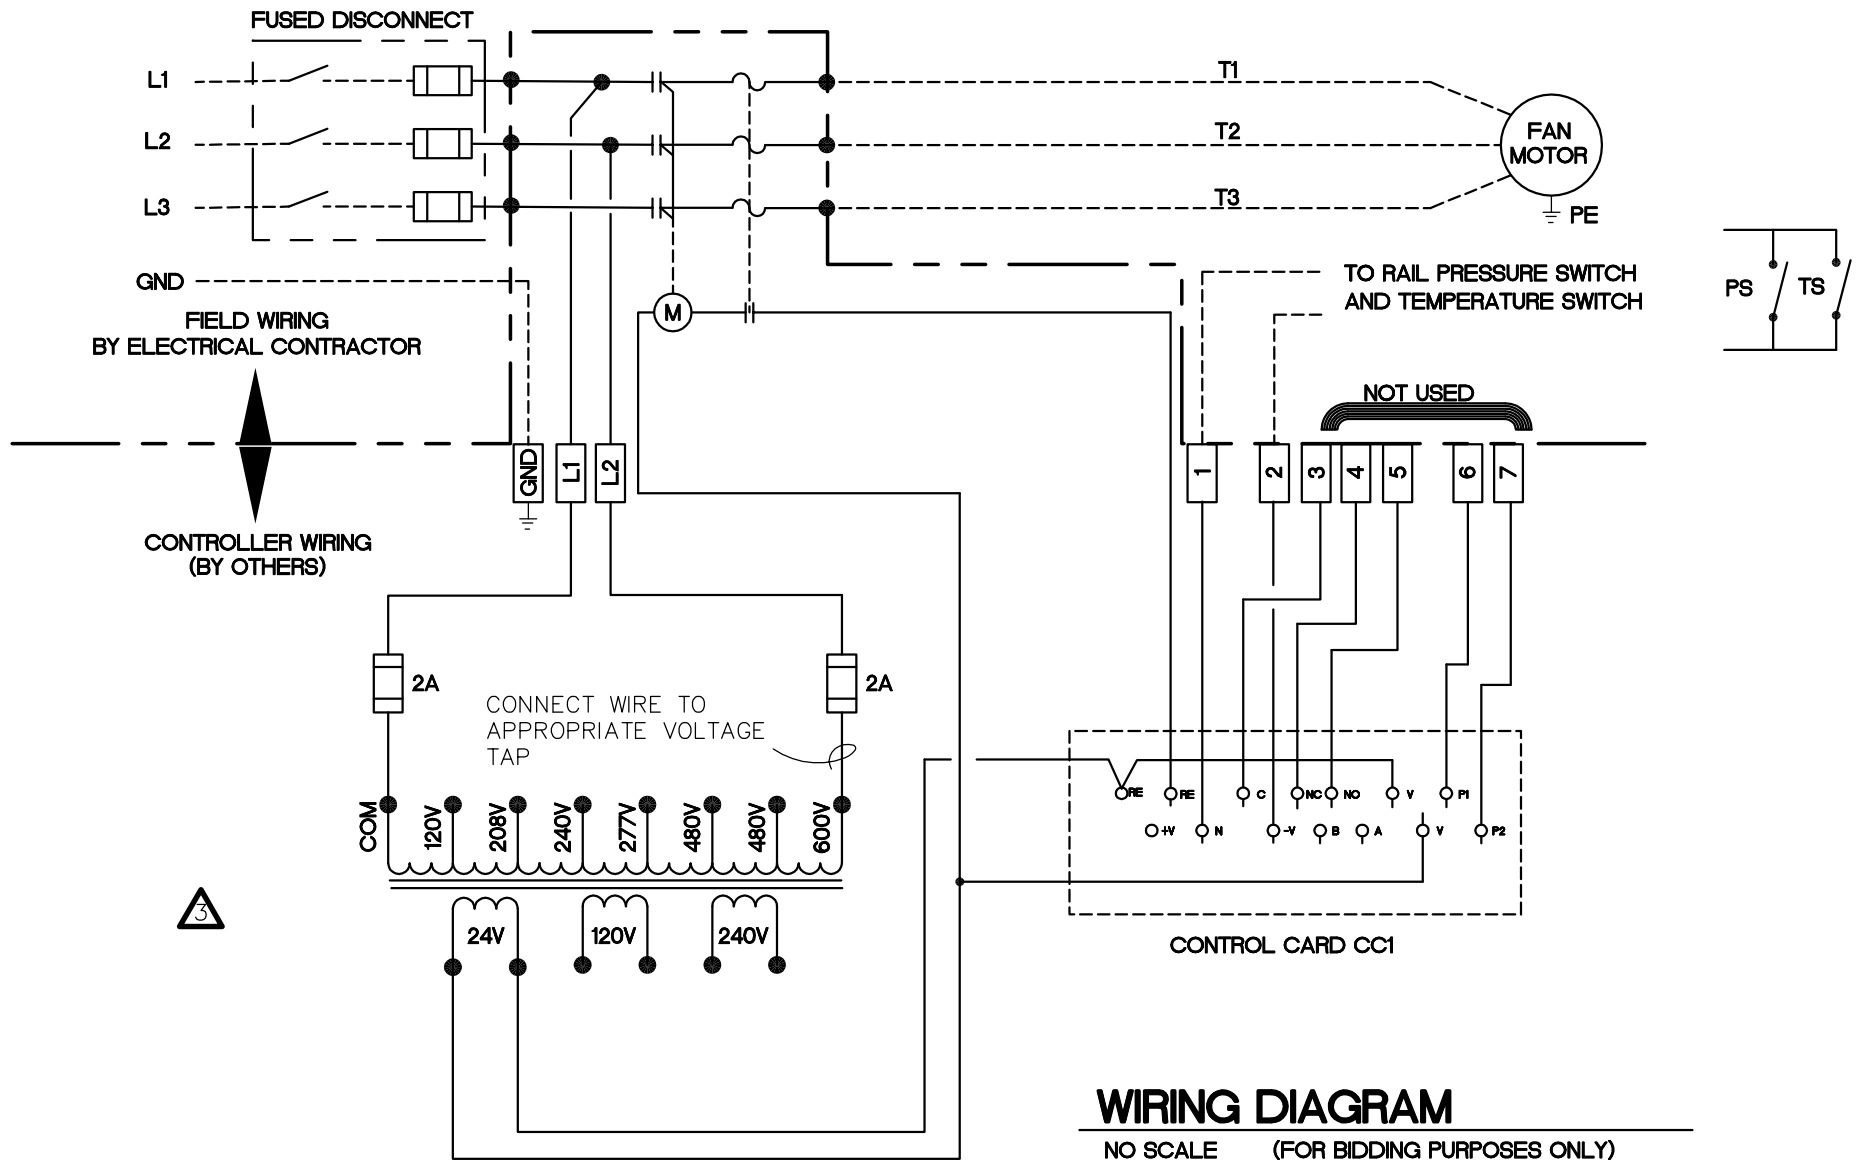 FUSED DISCONNECT
L1
T1
L2
T2
FAN
MOTOR
L3
T3
PE
GND
TO RAIL PRESSURE SWITCH
AND TEMPERATURE SWITCH
PS
TS
M
FIELD WIRING
BY ELECTRICAL CONTRACTOR
NOT USED
GND
L1
L2
1
2
3
4
5
6
7
CONTROLLER WIRING
(BY OTHERS)
2A
2A
CONNECT WIRE TO
APPROPRIATE VOLTAGE
TAP
COM
120V
208V
240V
277V
480V
480V
600V
RE
RE
C
NC
NO
V
P1
+V
N
-V
B
A
V
P2
3
24V
120V
240V
CONTROL CARD CC1
WIRING DIAGRAM
NO SCALE (FOR BIDDING PURPOSES ONLY)